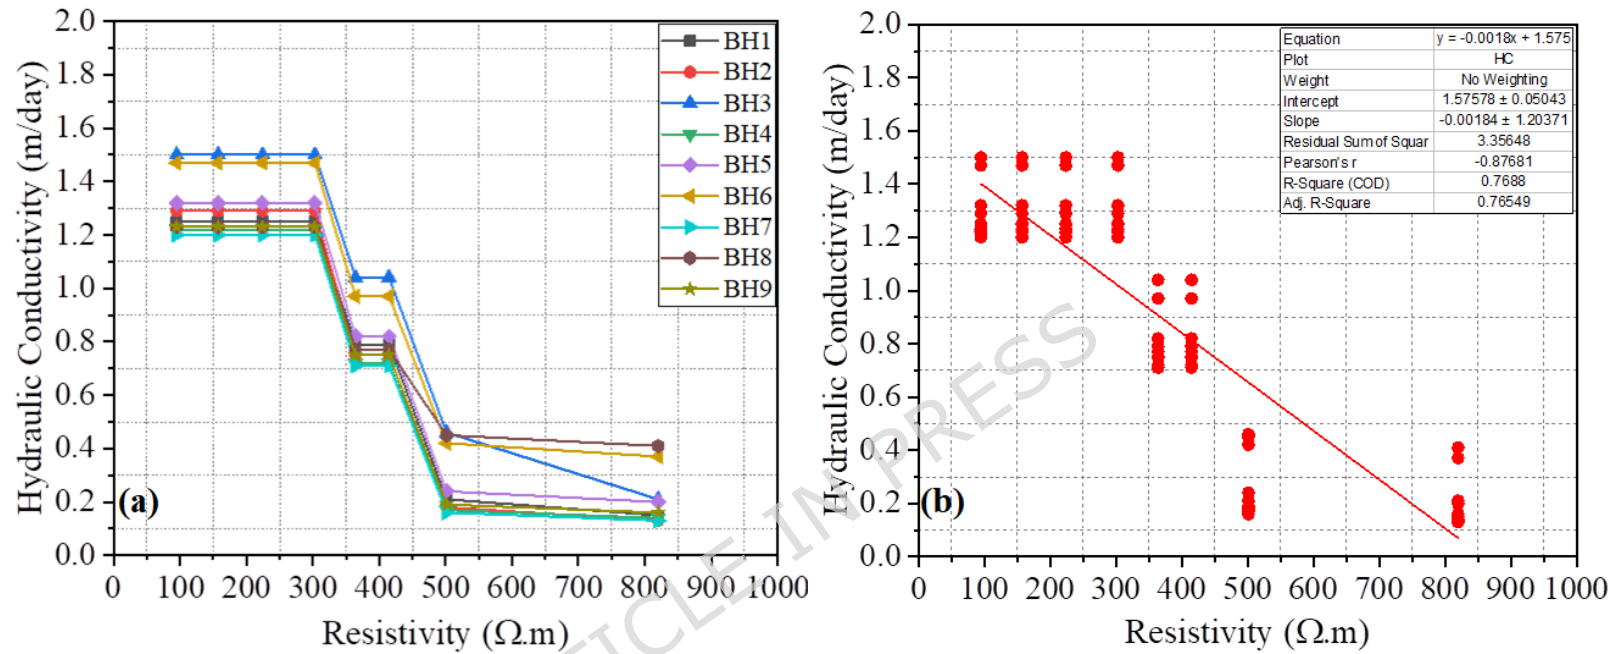 2.0
1.8
1.6
1.4
1.2
1.0
0.8
0.6
0.4
0.2
0.0
Hydraulic Conductivity (m/day)
0 100 200 300 400 500 600 700 800 900 1000
Resistivity (Ω.m)
(a)
BH1
BH2
BH3
BH4
BH5
BH6
BH7
BH8
BH9
2.0
1.8
1.6
1.4
1.2
1.0
0.8
0.6
0.4
0.2
0.0
Hydraulic Conductivity (m/day)
0 100 200 300 400 500 600 700 800 900 1000
Resistivity (Ω.m)
(b)
Equation y = -0.0018x + 1.575
Plot HC
Weight No Weighting
Intercept 1.57578 ± 0.05043
Slope -0.00184 ± 1.20371
Residual Sum of Squar 3.35648
Pearson's r -0.87681
R-Square (COD) 0.7688
Adj. R-Square 0.76549
TICLE IN PRESS